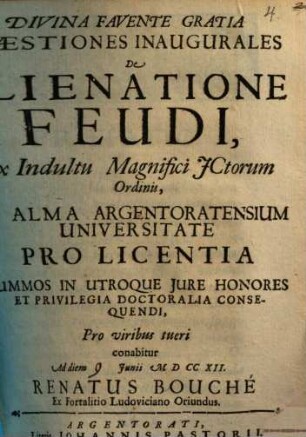 4
DIVINA FAVENTE GRATIA
ÆSTIONES INAUGURALES
De
LIENATIONE
FEUDI,
x Indultu Magnifici JCtorum
Ordinis,
ALMA ARGENTORATENSIUM
UNIVERSITATE
PRO LICENTIA
UMMOS IN UTROQUE JURE HONORES
ET PRIVILEGIA DOCTORALIA CONSE-
QUENDI,
Pro viribus tueri
conabitur
Ad diem 9 Junii M D CC XII.
RENATUS BOUCHÉ
Ex Fortalitio Ludoviciano Oriundus.
ARGENTORATI,
JOHANNIS PASTORII